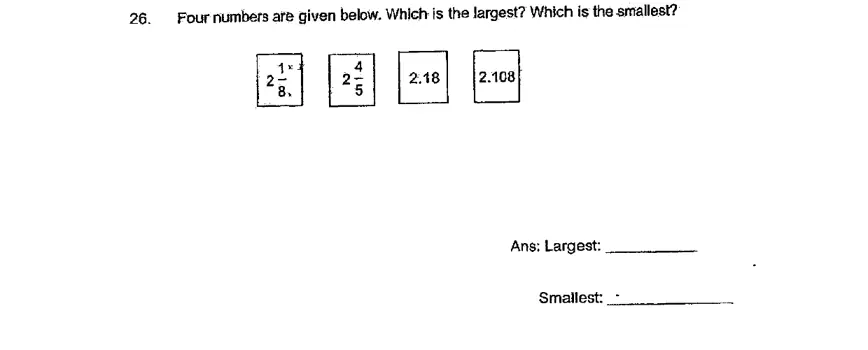 26. Four numbers are given below. Which is the largest? Which is the smallest?
2 1/8 2 4/5 2.18 2.108
Ans: Largest:
Smallest: